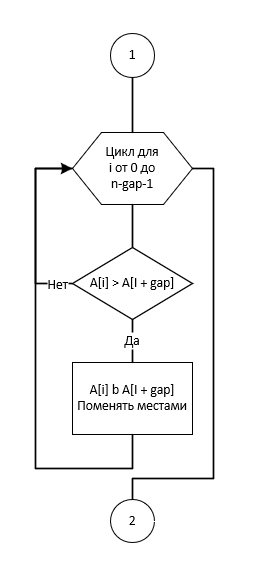 1
Цикл для
i от 0 до
n-gap-1
A[i] > A[I + gap]
Нет
Да
A[i] b A[I + gap]
Поменять местами
2